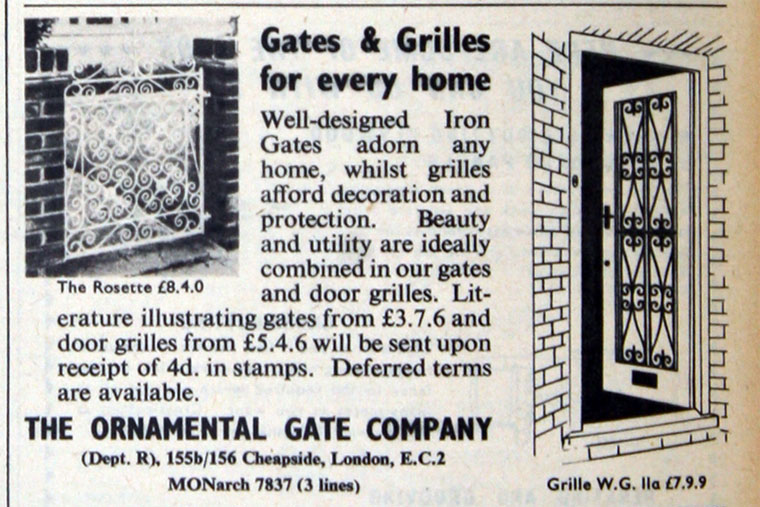 Gates & Grilles
for every home
Well-designed Iron
Gates adorn any
home, whilst grilles
afford decoration and
protection. Beauty
and utility are ideally
combined in our gates
and door grilles. Lit-
erature illustrating gates from £3.7.6 and
door grilles from £5.4.6 will be sent upon
receipt of 4d. in stamps. Deferred terms
are available.
The Rosette £8.4.0
THE ORNAMENTAL GATE COMPANY
(Dept. R), 155b/156 Cheapside, London, E.C.2
MONarch 7837 (3 lines)
Grille W.G. IIa £7.9.9